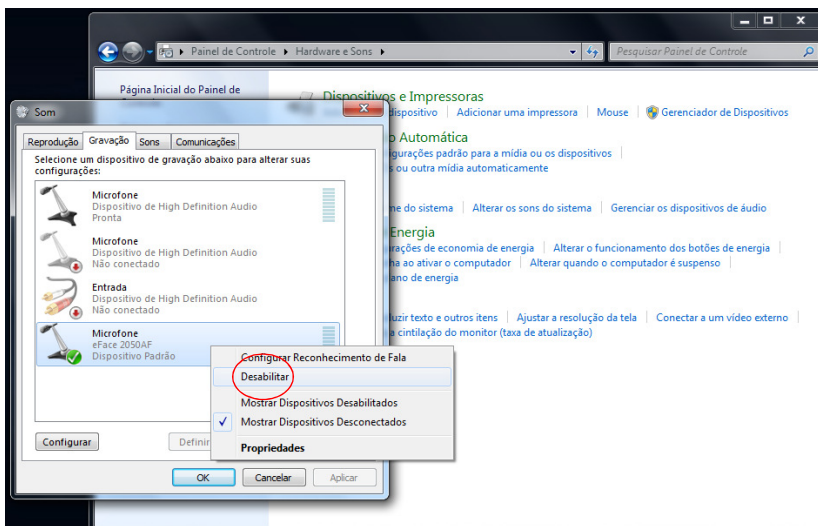 Painel de Controle ▸ Hardware e Sons ▸
Pesquisar Painel de Controle
Página Inicial do Painel de
Dispositivos e Impressoras
dispositivo | Adicionar uma impressora | Mouse | Gerenciador de Dispositivos
Automática
configurações padrão para a mídia ou os dispositivos
ou outra mídia automaticamente
do sistema | Alterar os sons do sistema | Gerenciar os dispositivos de áudio
Energia
de economia de energia | Alterar o funcionamento dos botões de energia
ao ativar o computador | Alterar quando o computador é suspenso
de energia
texto e outros itens | Ajustar a resolução da tela | Conectar a um vídeo externo
cintilação do monitor (taxa de atualização)
Som
Reprodução Gravação Sons Comunicações
Selecione um dispositivo de gravação abaixo para alterar suas
configurações:
Microfone
Dispositivo de High Definition Audio
Pronta
Microfone
Dispositivo de High Definition Audio
Não conectado
Entrada
Dispositivo de High Definition Audio
Não conectado
Microfone
eFace 2050AF
Dispositivo Padrão
Configurar Reconhecimento de Fala
Desabilitar
Mostrar Dispositivos Desabilitados
Mostrar Dispositivos Desconectados
Propriedades
Configurar Definir
OK Cancelar Aplicar